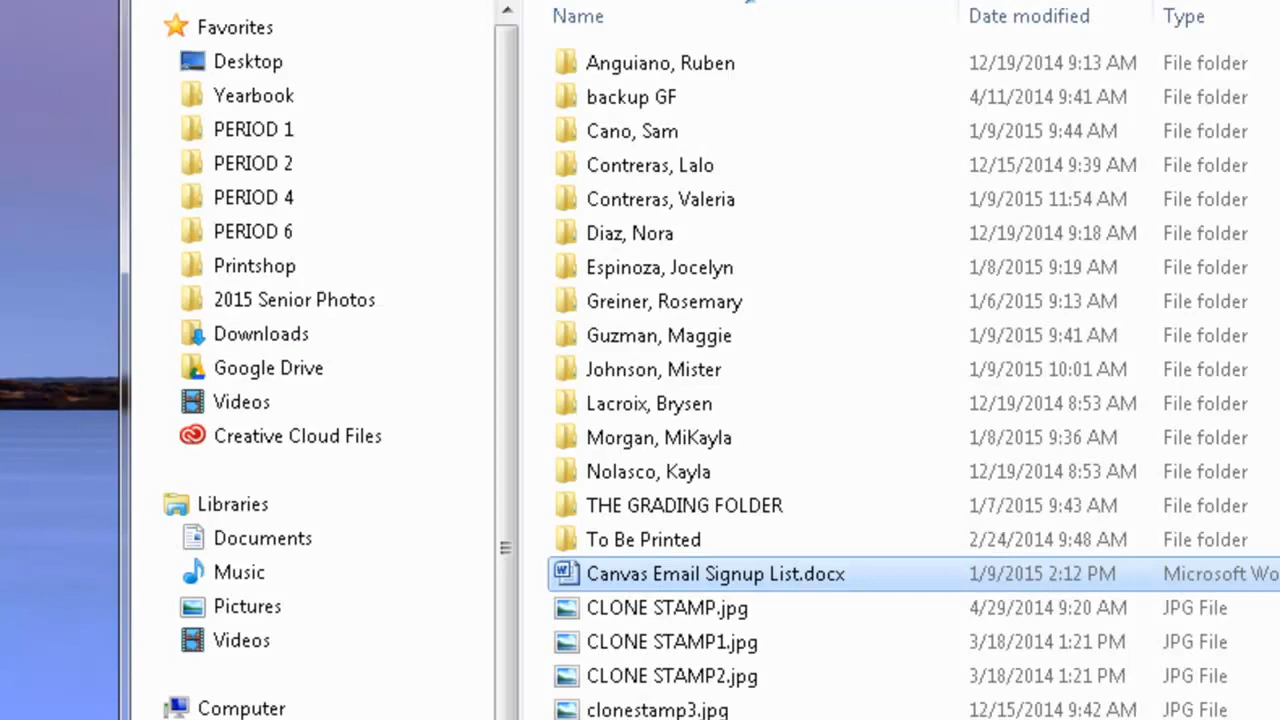 Favorites
Desktop
Yearbook
PERIOD 1
PERIOD 2
PERIOD 4
PERIOD 6
Printshop
2015 Senior Photos
Downloads
Google Drive
Videos
Creative Cloud Files
Libraries
Documents
Music
Pictures
Videos
Computer
Name Date modified Type
Anguiano, Ruben 12/19/2014 9:13 AM File folder
backup GF 4/11/2014 9:41 AM File folder
Cano, Sam 1/9/2015 9:44 AM File folder
Contreras, Lalo 12/15/2014 9:39 AM File folder
Contreras, Valeria 1/9/2015 11:54 AM File folder
Diaz, Nora 12/19/2014 9:18 AM File folder
Espinoza, Jocelyn 1/8/2015 9:19 AM File folder
Greiner, Rosemary 1/6/2015 9:13 AM File folder
Guzman, Maggie 1/9/2015 9:41 AM File folder
Johnson, Mister 1/9/2015 10:01 AM File folder
Lacroix, Brysen 12/19/2014 8:53 AM File folder
Morgan, MiKayla 1/8/2015 9:36 AM File folder
Nolasco, Kayla 12/19/2014 8:53 AM File folder
THE GRADING FOLDER 1/7/2015 9:43 AM File folder
To Be Printed 2/24/2014 9:48 AM File folder
Canvas Email Signup List.docx 1/9/2015 2:12 PM Microsoft Wo
CLONE STAMP.jpg 4/29/2014 9:20 AM JPG File
CLONE STAMP1.jpg 3/18/2014 1:21 PM JPG File
CLONE STAMP2.jpg 3/18/2014 1:21 PM JPG File
clonestamp3.jpg 12/15/2014 9:42 AM JPG File